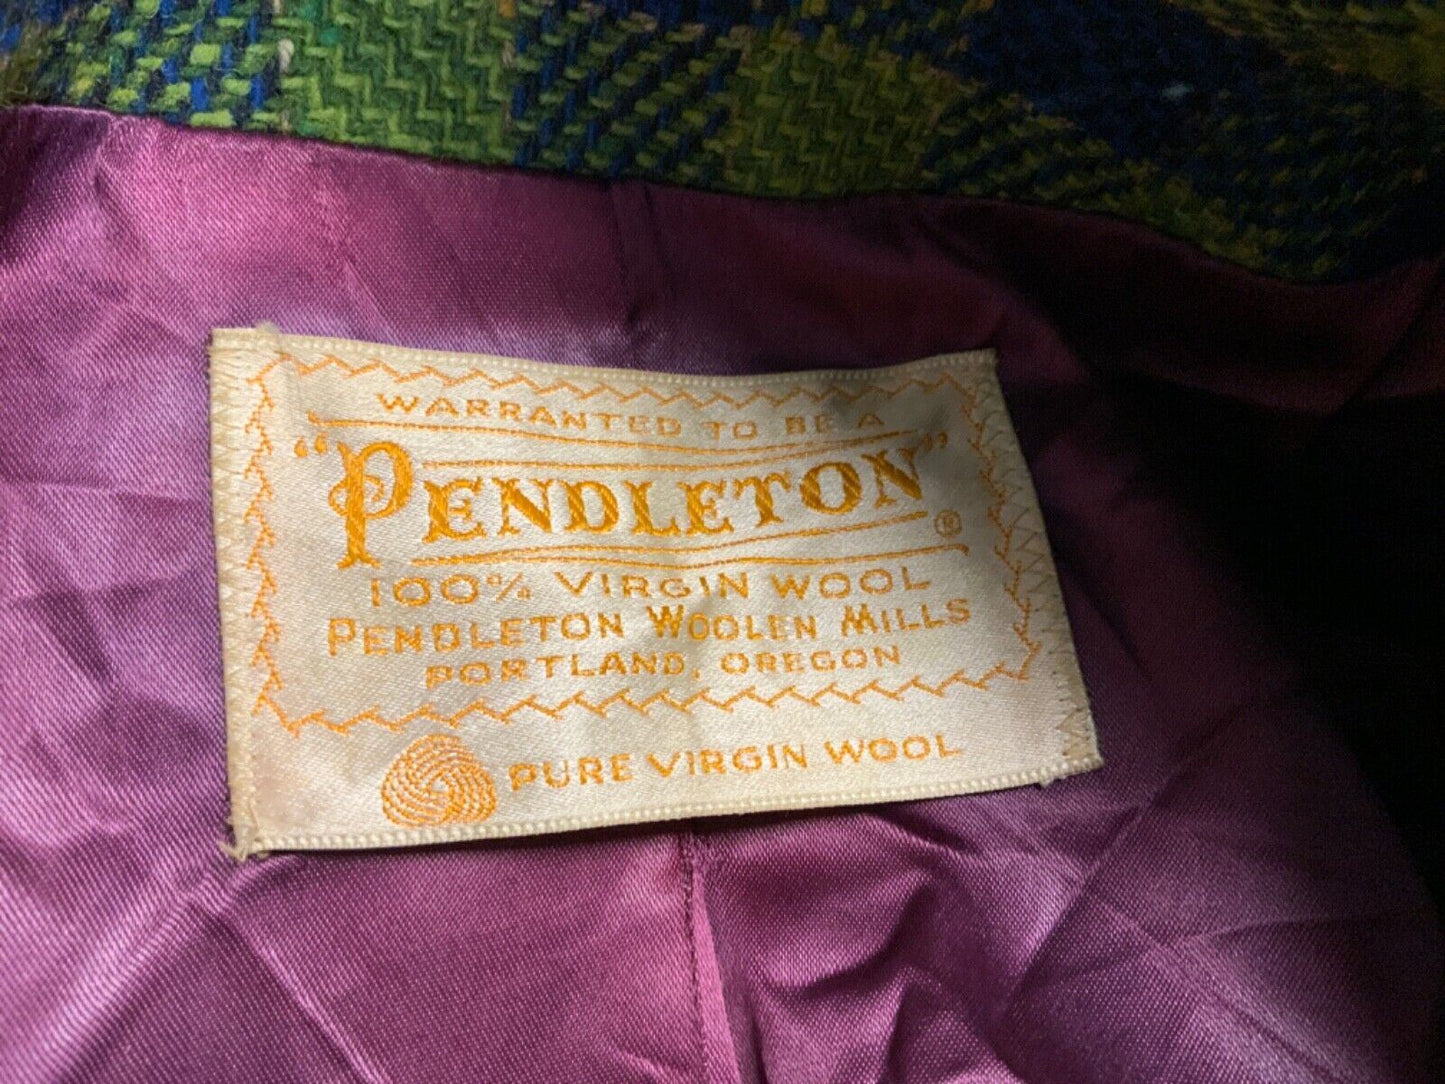 WARRANTED TO BE A
"PENDLETON"®
100% VIRGIN WOOL
PENDLETON WOOLEN MILLS
PORTLAND, OREGON
PURE VIRGIN WOOL